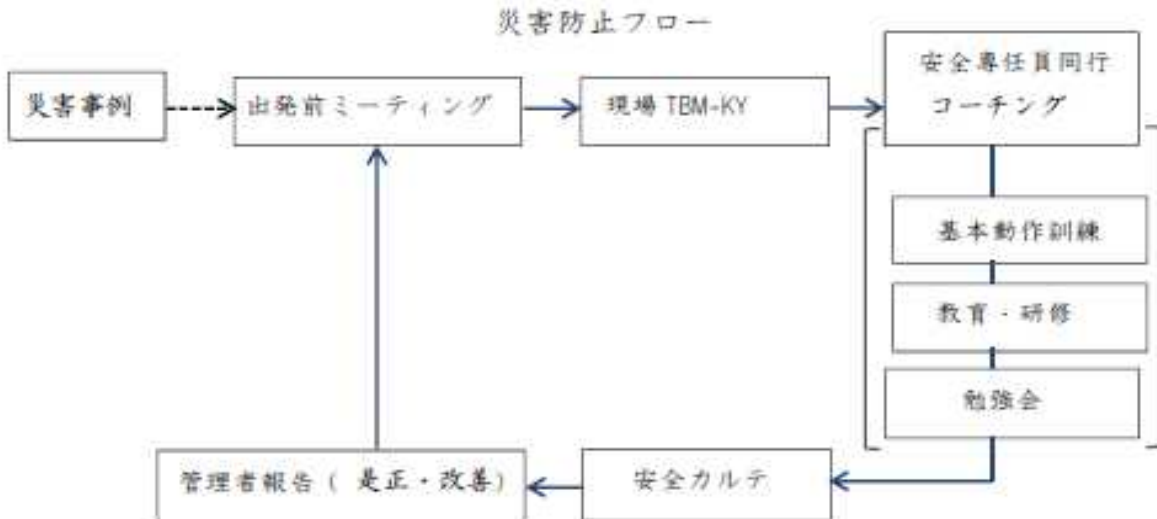 災害防止フロー
災害事例
出発前ミーティング
現場 TBM-KY
安全専任員同行
コーチング
基本動作訓練
教育・研修
勉強会
安全カルテ
管理者報告( 是正・改善)